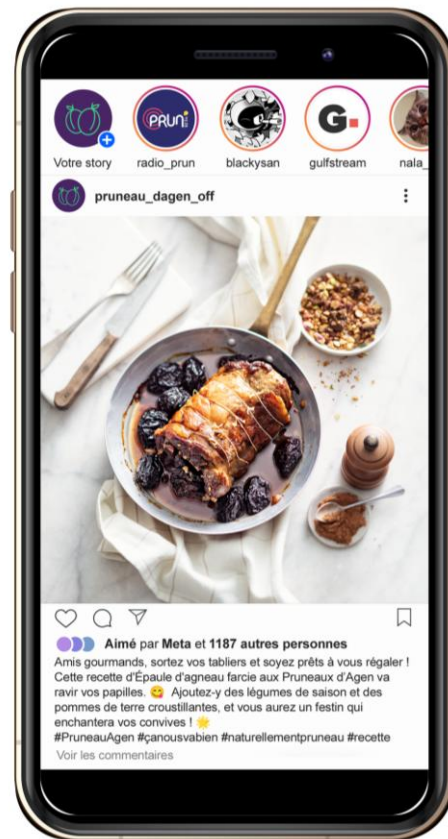 PRUN
G.
Votre story
radio_prun
blackysan
gulfstream
nala_
pruneau_dagen_off
Aimé par Meta et 1187 autres personnes
Amis gourmands, sortez vos tabliers et soyez prêts à vous régaler !
Cette recette d'Épaule d'agneau farcie aux Pruneaux d'Agen va
ravir vos papilles. 😋 Ajoutez-y des légumes de saison et des
pommes de terre croustillantes, et vous aurez un festin qui
enchantera vos convives ! 🌟
#PruneauAgen #çanousvabien #naturellementpruneau #recette
Voir les commentaires